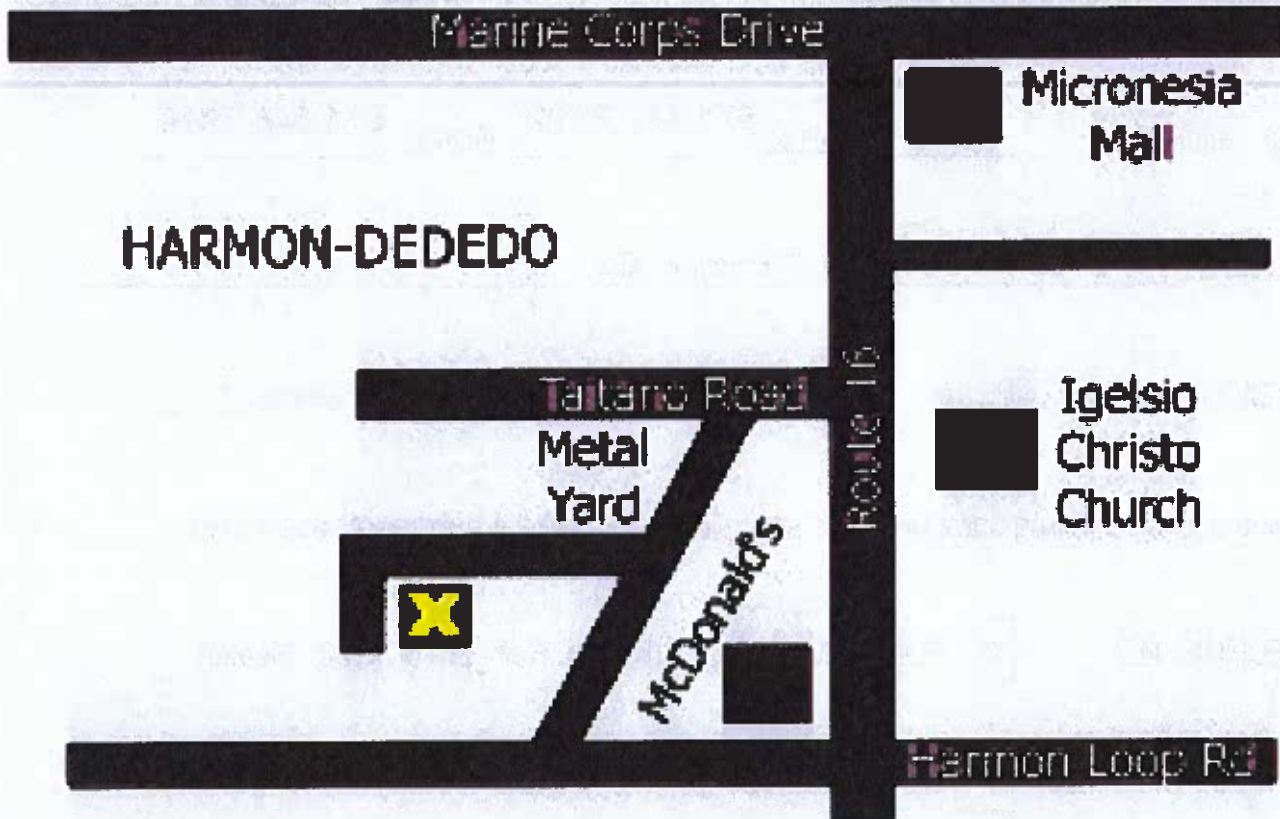 Marine Corps Drive
Micronesia
Mall
HARMON-DEDEDO
Taitano Road
Route 16
Igelsio
Christo
Church
Metal
Yard
McDonald's
X
Harmon Loop Rd